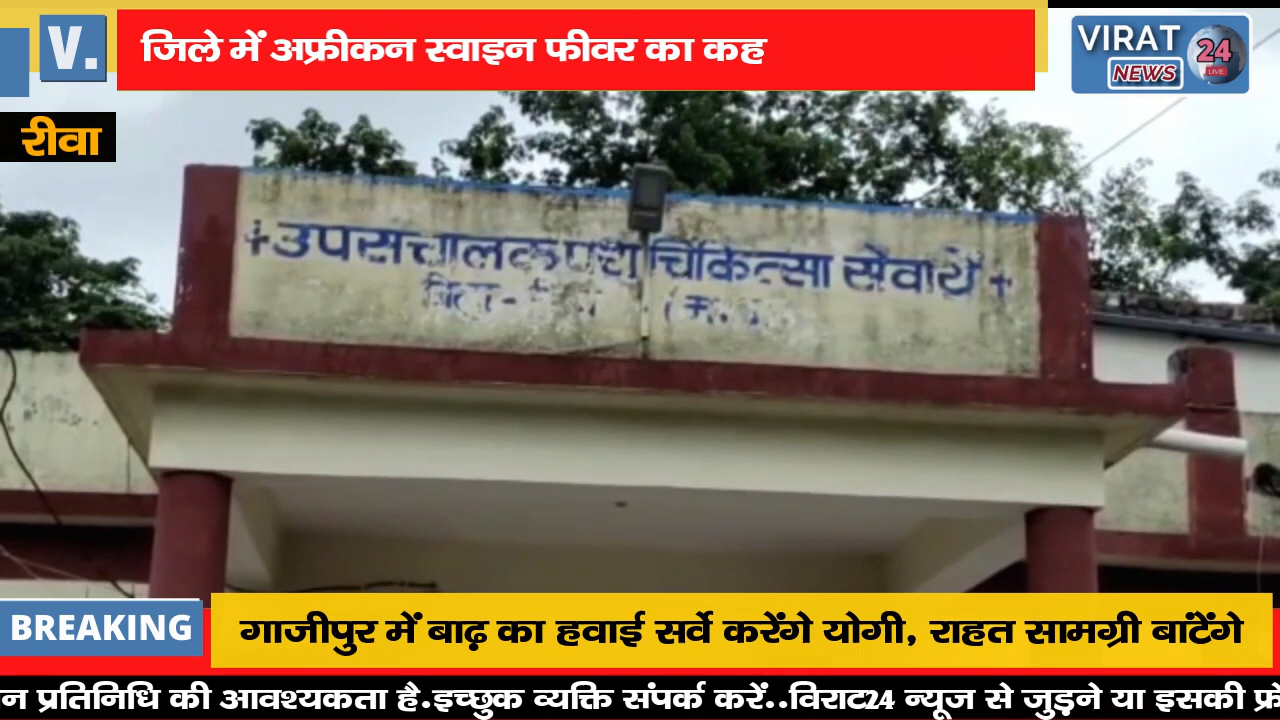 V.
जिले में अफ्रीकन स्वाइन फीवर का कह
VIRAT
24
LIVE
NEWS
रीवा
+उपसंचालक पशु चिकित्सा सेवायें +
BREAKING
गाजीपुर में बाढ़ का हवाई सर्वे करेंगे योगी, राहत सामग्री बांटेंगे
न प्रतिनिधि की आवश्यकता है.इच्छुक व्यक्ति संपर्क करें..विराट24 न्यूज से जुड़ने या इसकी फ्रे